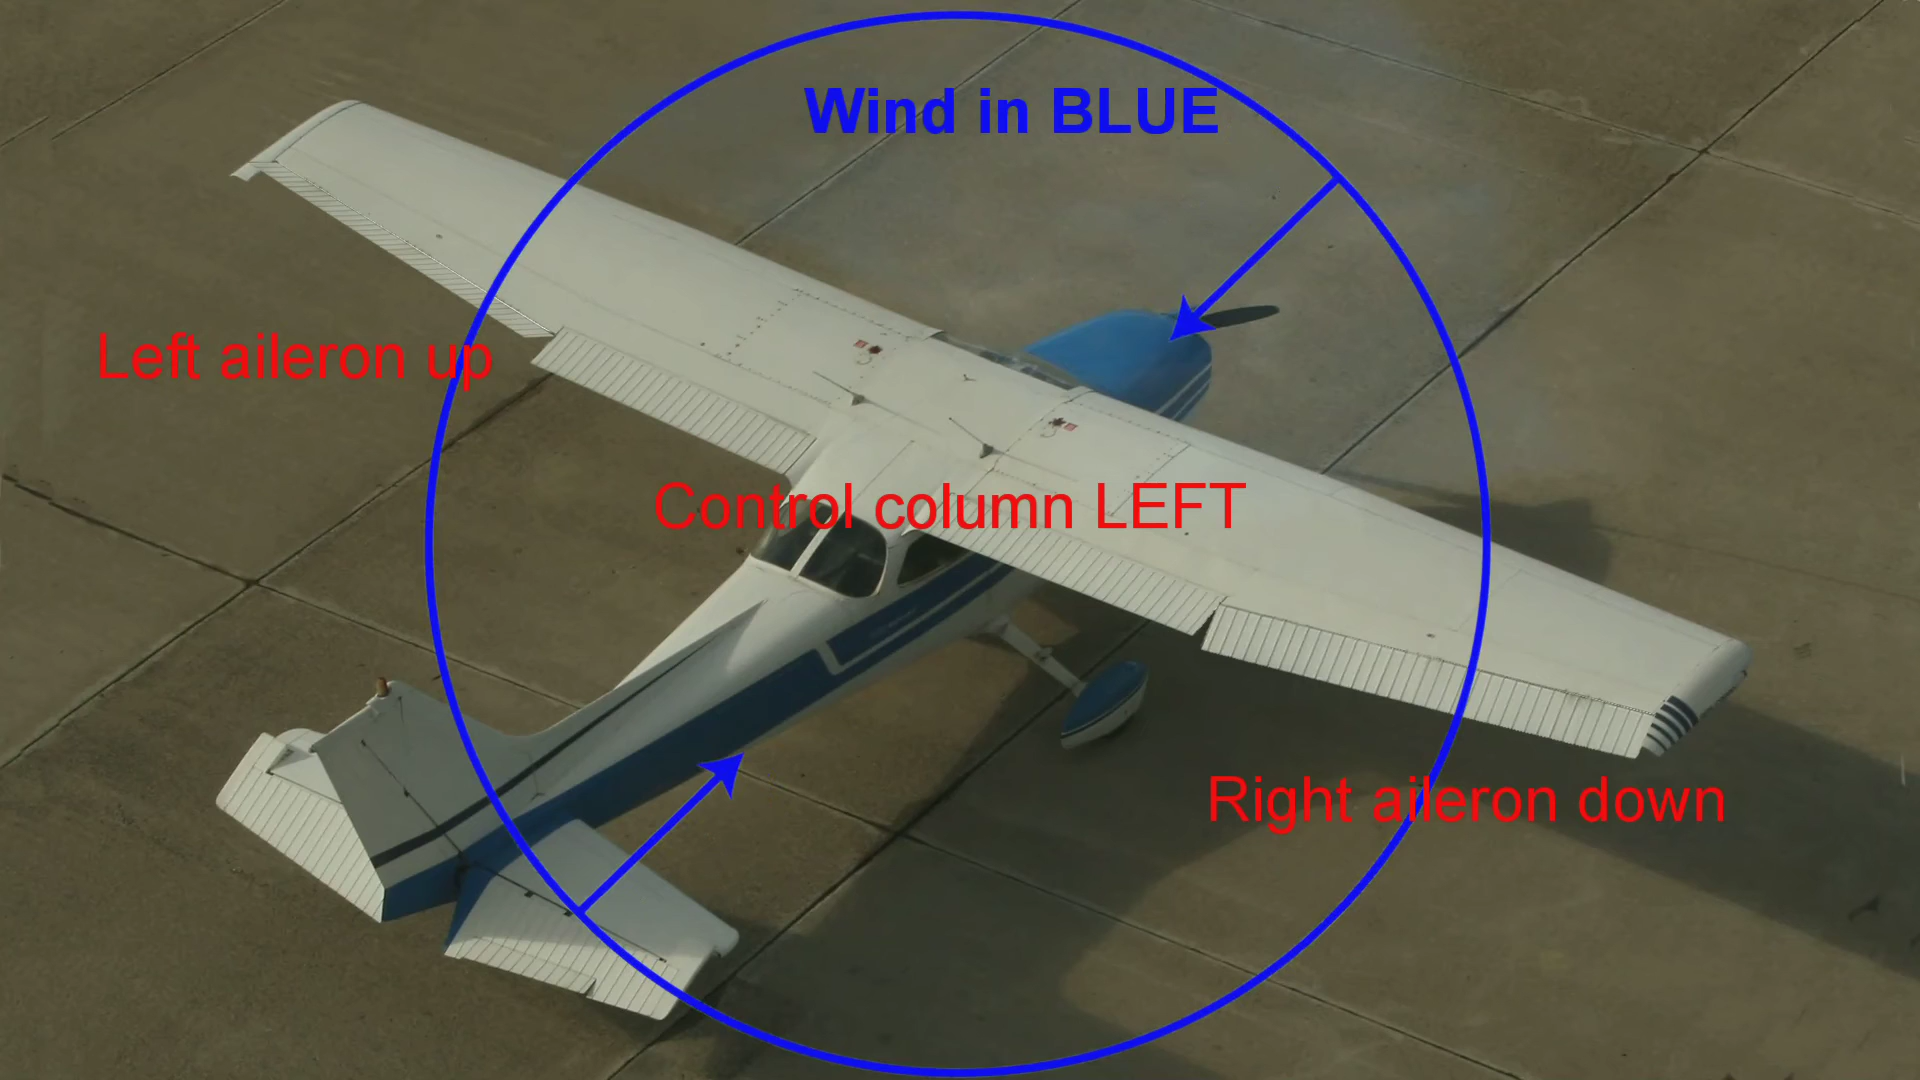 Wind in BLUE
Left aileron up
Control column LEFT
Right aileron down